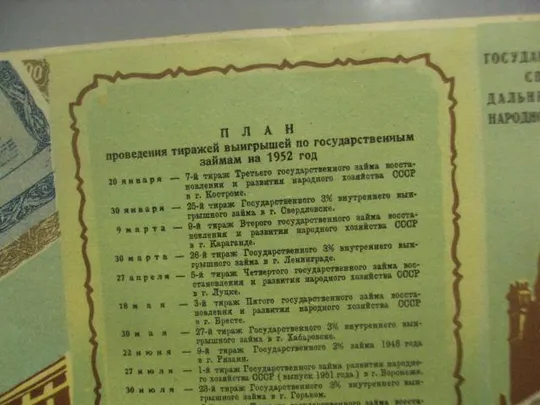 ПЛАН
проведения тиражей выигрышей по государственным
займам на 1952 год
20 января — 7-й тираж Третьего государственного займа восста-
новления и развития народного хозяйства СССР
в г. Костроме.
30 января — 25-й тираж Государственного 3% внутреннего выи-
грышного займа в г. Свердловске.
9 марта — 9-й тираж Второго государственного займа восста-
новления и развития народного хозяйства СССР
в г. Караганде.
30 марта — 26-й тираж Государственного 3% внутреннего выи-
грышного займа в г. Ленинграде.
27 апреля — 5-й тираж Четвертого государственного займа вос-
становления и развития народного хозяйства СССР
в г. Луцке.
18 мая — 3-й тираж Пятого государственного займа восста-
новления и развития народного хозяйства СССР
в г. Бресте.
30 мая — 27-й тираж Государственного 3% внутреннего выи-
грышного займа в г. Хабаровске.
22 июня — 9-й тираж Государственного 2% займа 1948 года
в г. Рязани.
27 июля — 1-й тираж Государственного займа развития народно-
го хозяйства СССР (выпуск 1951 года) в г. Воронеже.
30 июля — 23-й тираж Государственного 3% внутреннего выи-
грышного займа в г. Горьком.
государственного займа восста-
ГОСУДА
СП
ДАЛЬНЕ
НАРОДНО